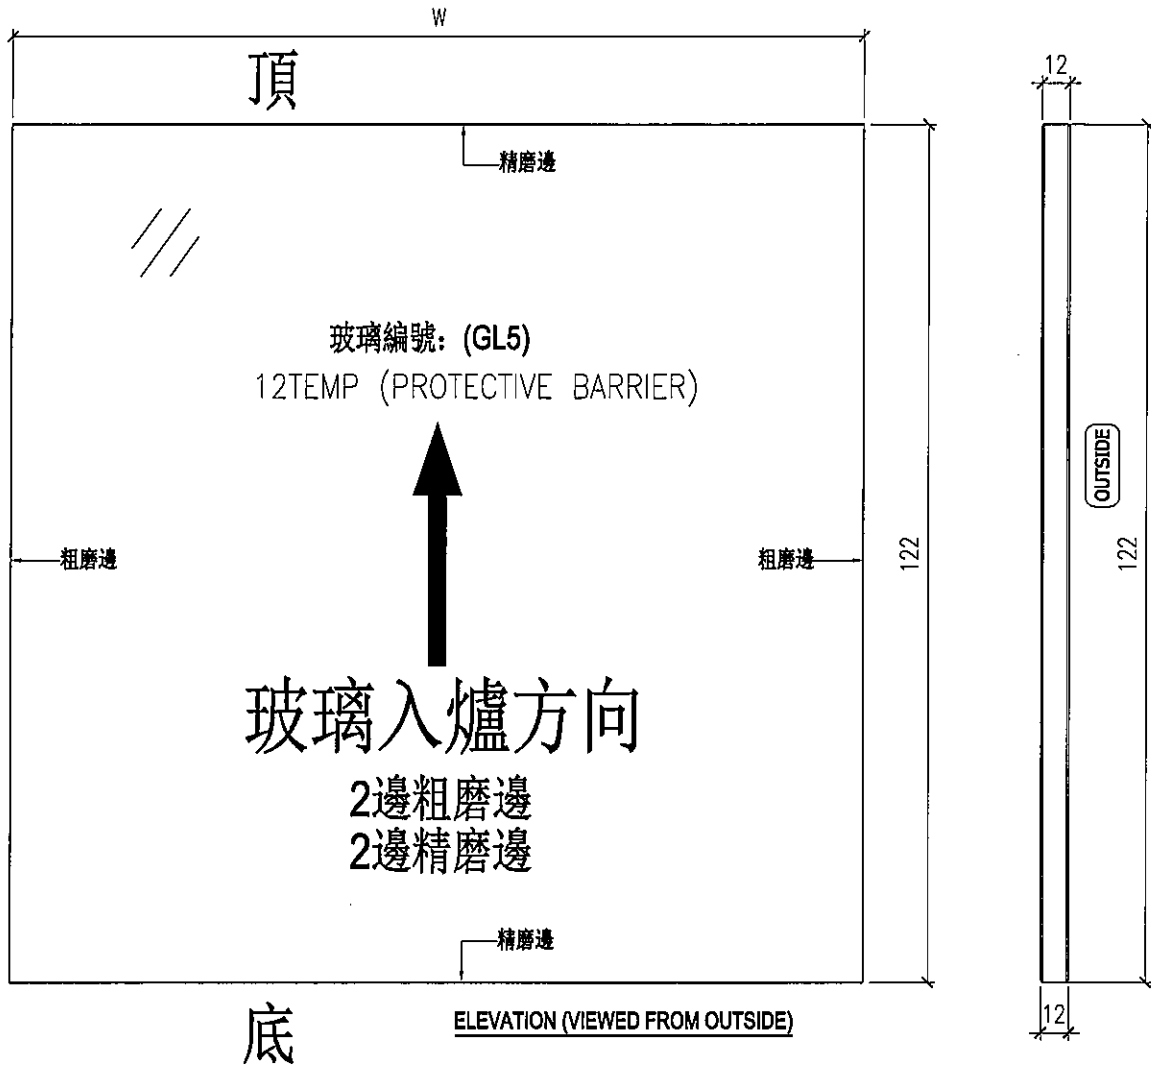 W
頂
12
精磨邊
玻璃編號：(GL5)
12TEMP (PROTECTIVE BARRIER)
OUTSIDE
粗磨邊
粗磨邊
122
122
玻璃入爐方向
2邊粗磨邊
2邊精磨邊
精磨邊
底
ELEVATION (VIEWED FROM OUTSIDE)
12